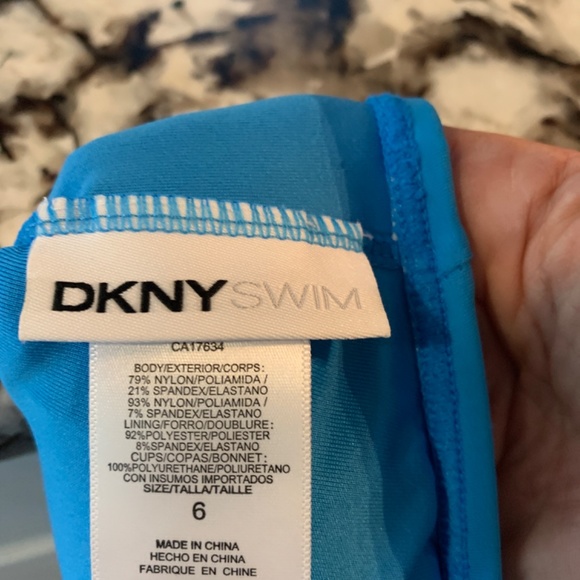 DKNY SWIM
CA17634
BODY/EXTERIOR/CORPS:
79% NYLON/POLIAMIDA /
21% SPANDEX/ELASTANO
93% NYLON/POLIAMIDA /
7% SPANDEX/ELASTANO
LINING/FORRO/DOUBLURE:
92%POLYESTER/POLIESTER
8%SPANDEX/ELASTANO
CUPS/COPAS/BONNET:
100%POLYURETHANE/POLIURETANO
CON INSUMOS IMPORTADOS
SIZE/TALLA/TAILLE
6
MADE IN CHINA
HECHO EN CHINA
FABRIQUE EN CHINE